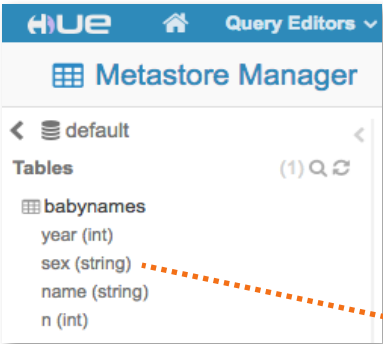 HUE Query Editors
Metastore Manager
default
Tables (1)
babynames
year (int)
sex (string)
name (string)
n (int)